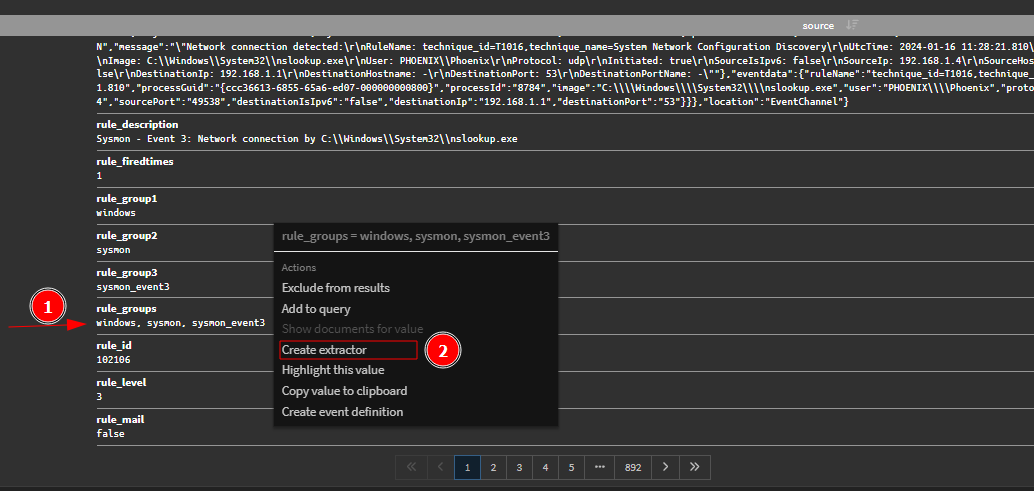 source
N","message":"\"Network connection detected:\r\nRuleName: technique_id=T1016,technique_name=System Network Configuration Discovery\r\nUtcTime: 2024-01-16 11:28:21.810\
\nImage: C:\\Windows\\System32\\nslookup.exe\r\nUser: PHOENIX\\Phoenix\r\nProtocol: udp\r\nInitiated: true\r\nSourceIsIpv6: false\r\nSourceIp: 192.168.1.4\r\nSourceHos
lse\r\nDestinationIp: 192.168.1.1\r\nDestinationHostname: -\r\nDestinationPort: 53\r\nDestinationPortName: -\""},"eventdata":{"ruleName":"technique_id=T1016,technique_
1.810","processGuid":"{ccc36613-6855-65a6-ed07-000000000800}","processId":"8784","image":"C:\\\\Windows\\\\System32\\\\nslookup.exe","user":"PHOENIX\\\\Phoenix","proto
4","sourcePort":"49538","destinationIsIpv6":"false","destinationIp":"192.168.1.1","destinationPort":"53"}}},"location":"EventChannel"}
rule_description
Sysmon - Event 3: Network connection by C:\\Windows\\System32\\nslookup.exe
rule_firedtimes
1
rule_group1
windows
rule_group2
sysmon
rule_group3
sysmon_event3
rule_groups
windows, sysmon, sysmon_event3
rule_id
102106
rule_level
3
rule_mail
false
1
rule_groups = windows, sysmon, sysmon_event3
Actions
Exclude from results
Add to query
Show documents for value
Create extractor
2
Highlight this value
Copy value to clipboard
Create event definition
« ‹ 1 2 3 4 5 ••• 892 › »